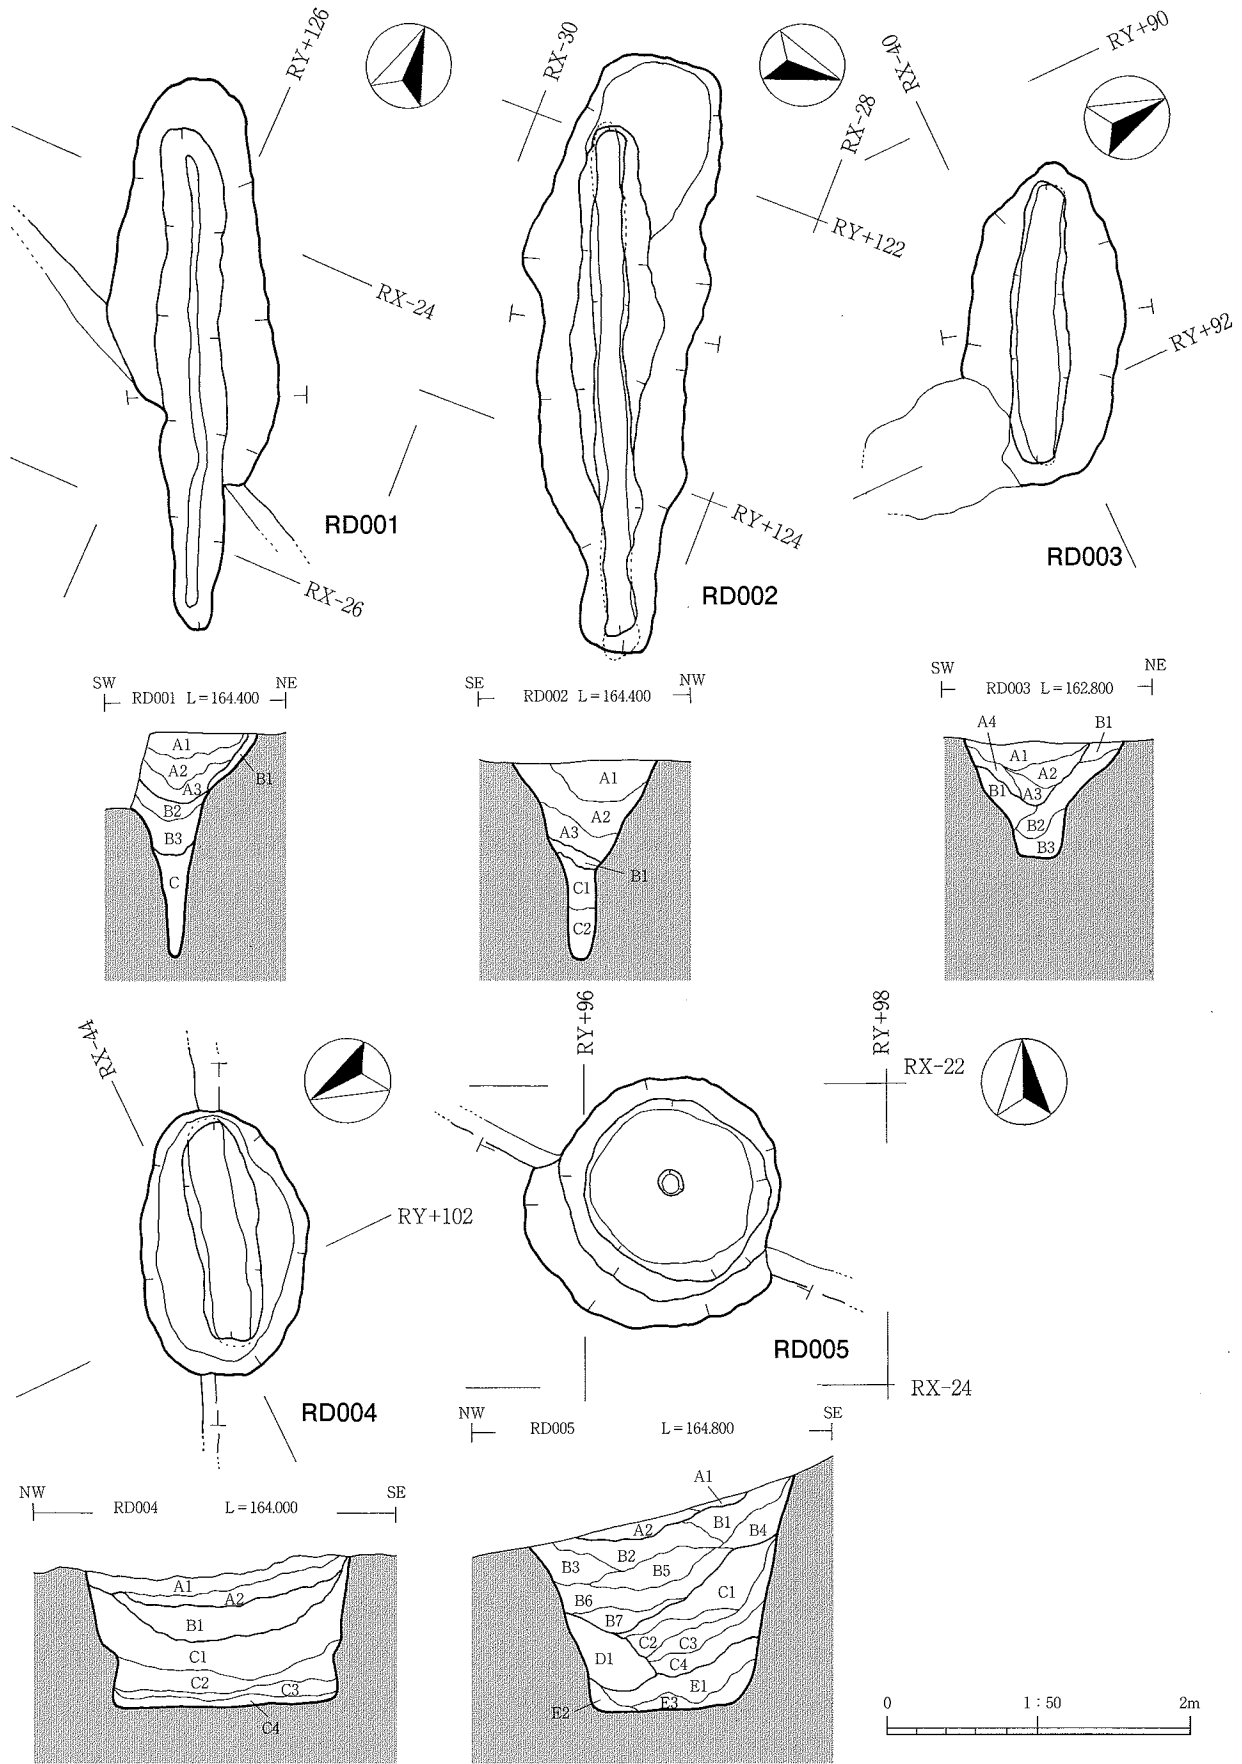 RY+126
RX-24
RX-26
RD001
RX-30
RX-28
RY+122
RY+124
RD002
RX-40
RY+90
RY+92
RD003
SW NE
RD001 L=164.400
A1
A2
A3
B1
B2
B3
C
SE NW
RD002 L=164.400
A1
A2
A3
B1
C1
C2
SW NE
RD003 L=162.800
A4 B1
A1
A2
B1 A3
B2
B3
RX-44
RY+102
RD004
RY+96
RY+98
RX-22
RX-24
RD005
NW SE
RD004 L=164.000
A1
A2
B1
C1
C2 C3
C4
NW SE
RD005 L=164.800
A1
A2 B1 B4
B3 B2 B5
C1
B6 B7
C2 C3
D1 C4
E1
E2 E3
0 1:50 2m